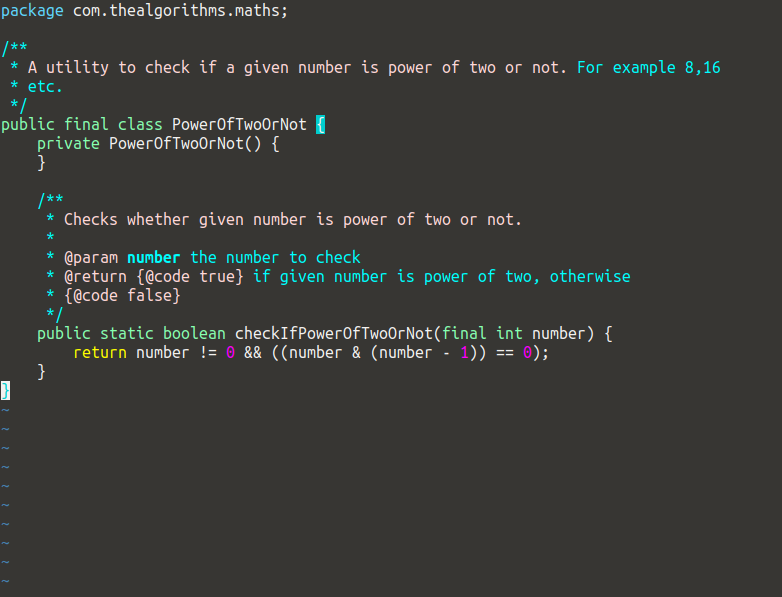 package com.thealgorithms.maths;
/**
 * A utility to check if a given number is power of two or not. For example 8,16
 * etc.
 */
public final class PowerOfTwoOrNot {
    private PowerOfTwoOrNot() {
    }
    /**
     * Checks whether given number is power of two or not.
     *
     * @param number the number to check
     * @return {@code true} if given number is power of two, otherwise
     * {@code false}
     */
    public static boolean checkIfPowerOfTwoOrNot(final int number) {
        return number != 0 && ((number & (number - 1)) == 0);
    }
}
~
~
~
~
~
~
~
~
~
~